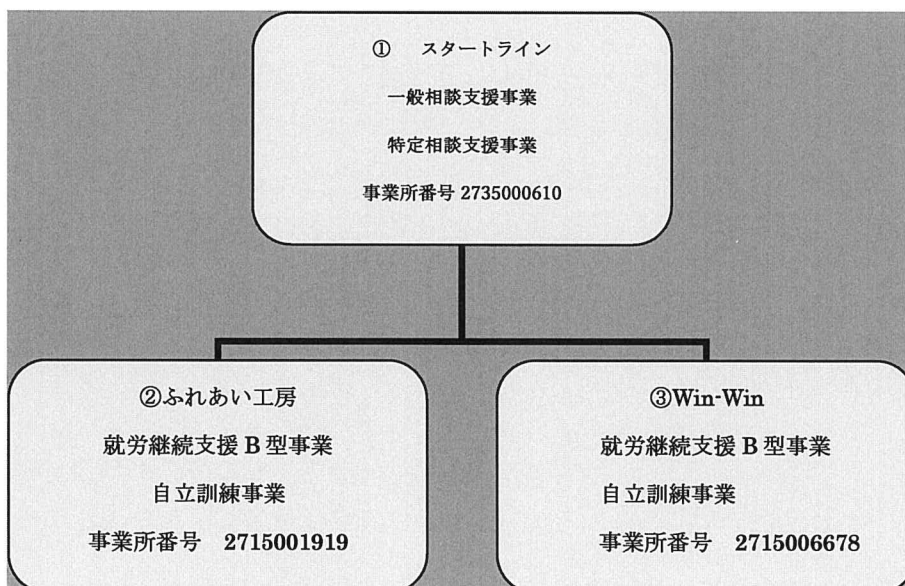 ① スタートライン
一般相談支援事業
特定相談支援事業
事業所番号 2735000610
②ふれあい工房
就労継続支援 B 型事業
自立訓練事業
事業所番号 2715001919
③Win-Win
就労継続支援 B 型事業
自立訓練事業
事業所番号 2715006678